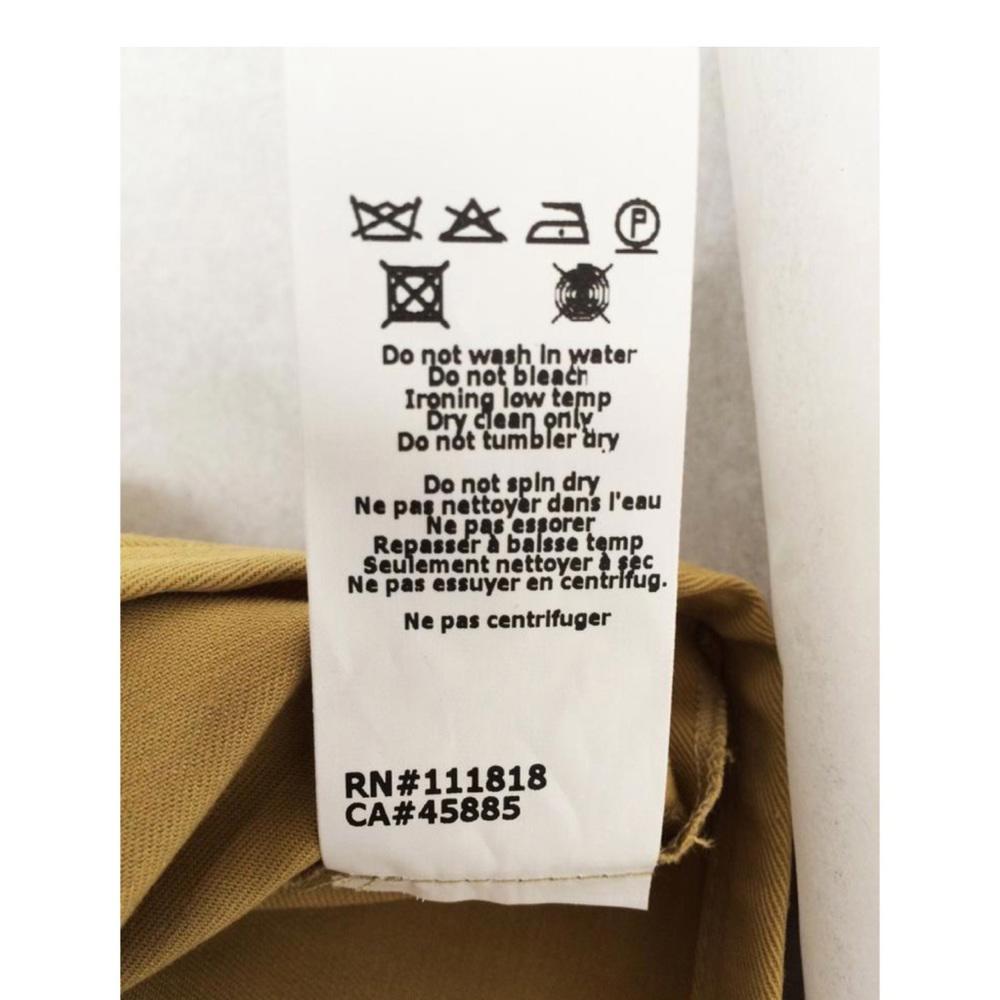 P
Do not wash in water
Do not bleach
Ironing low temp
Dry clean only
Do not tumbler dry
Do not spin dry
Ne pas nettoyer dans l'eau
Ne pas essorer
Repasser à baisse temp
Seulement nettoyer à sec
Ne pas essuyer en centrifug.
Ne pas centrifuger
RN#111818
CA#45885